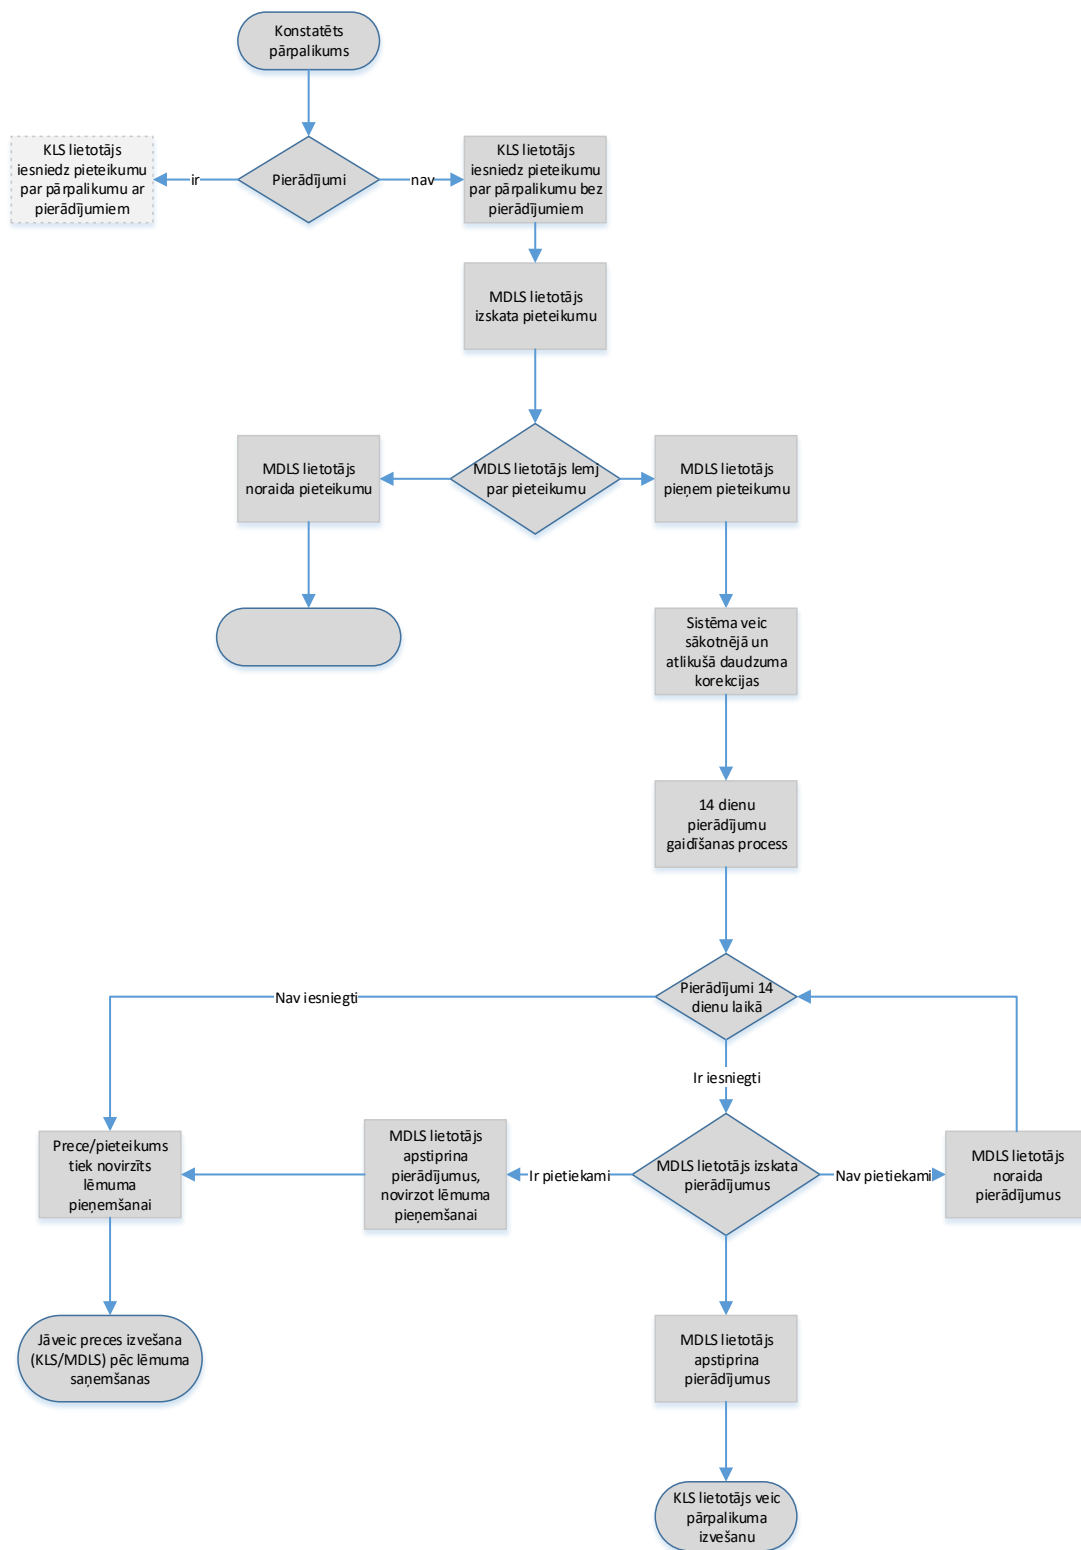 Konstatēts
pārpalikums
KLS lietotājs
iesniedz pieteikumu
par pārpalikumu ar
pierādījumiem
ir
Pierādījumi
nav
KLS lietotājs
iesniedz pieteikumu
par pārpalikumu bez
pierādījumiem
MDLS lietotājs
izskata pieteikumu
MDLS lietotājs
noraida pieteikumu
MDLS lietotājs lemj
par pieteikumu
MDLS lietotājs
pieņem pieteikumu
Sistēma veic
sākotnējā un
atlikušā daudzuma
korekcijas
14 dienu
pierādījumu
gaidīšanas process
Nav iesniegti
Pierādījumi 14
dienu laikā
Ir iesniegti
Prece/pieteikums
tiek novirzīts
lēmuma
pieņemšanai
MDLS lietotājs
apstiprina
pierādījumus,
novirzot lēmuma
pieņemšanai
Ir pietiekami
MDLS lietotājs izskata
pierādījumus
Nav pietiekami
MDLS lietotājs
noraida
pierādījumus
Jāveic preces izvešana
(KLS/MDLS) pēc lēmuma
saņemšanas
MDLS lietotājs
apstiprina
pierādījumus
KLS lietotājs veic
pārpalikuma
izvešanu